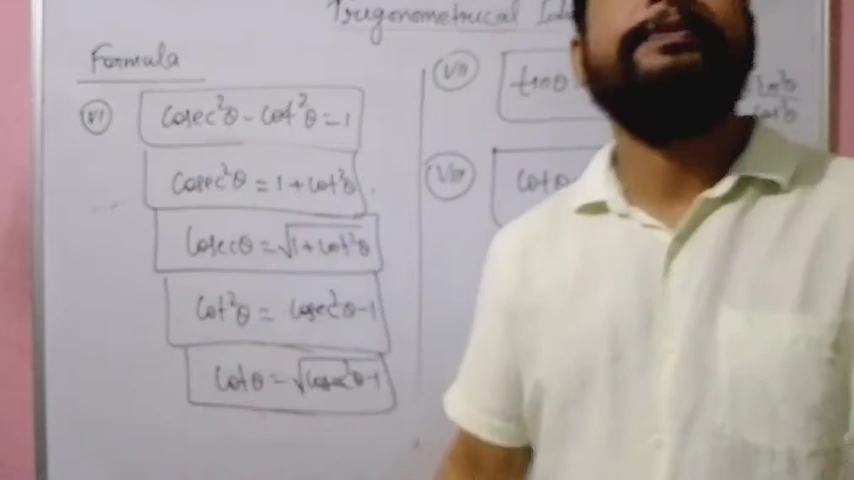 Trigonometrical
Formula
VI cosec²θ - cot²θ = 1
cosec²θ = 1 + cot²θ
cosecθ = √1 + cot²θ
cot²θ = cosec²θ - 1
cotθ = √cosec²θ - 1
VII tanθ
VIII cotθ